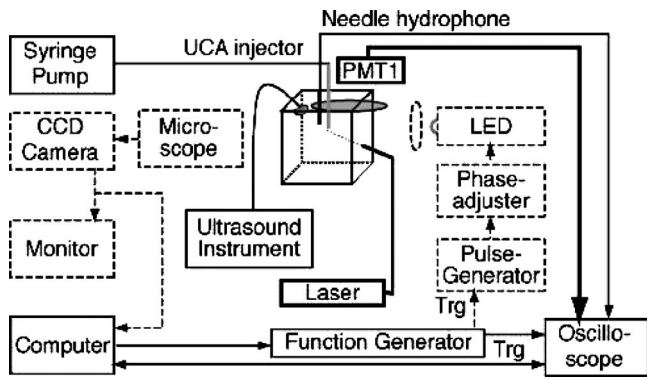 Needle hydrophone
Syringe
Pump
UCA injector
PMT1
CCD
Camera
Micro-
scope
LED
Phase-
adjuster
Ultrasound
Instrument
Monitor
Pulse-
Generator
Laser
Trg
Computer
Function Generator
Trg
Oscillo-
scope